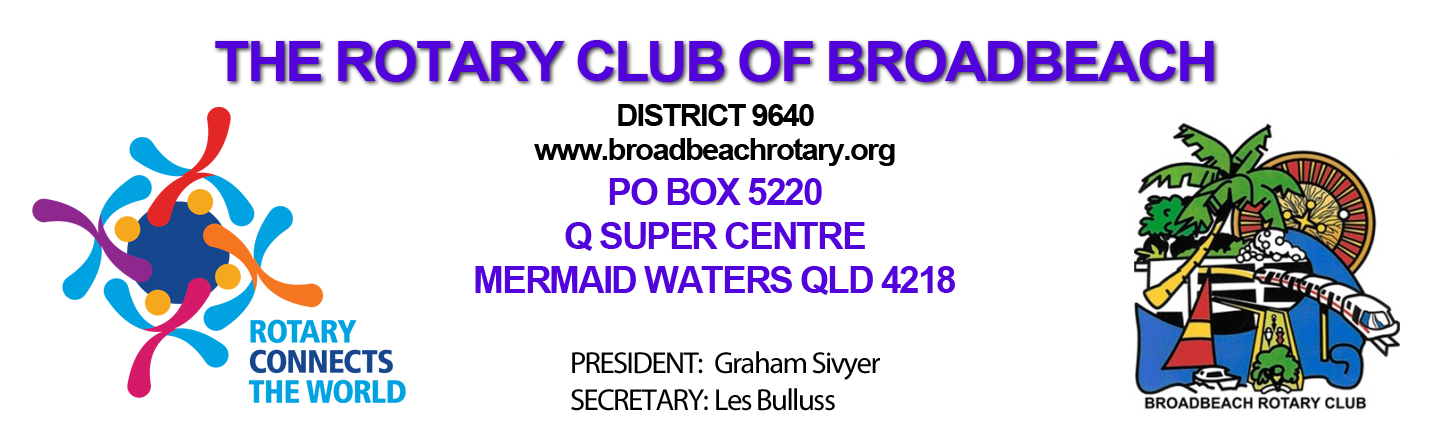 THE ROTARY CLUB OF BROADBEACH
DISTRICT 9640
www.broadbeachrotary.org
PO BOX 5220
Q SUPER CENTRE
MERMAID WATERS QLD 4218
ROTARY
CONNECTS
THE WORLD
PRESIDENT: Graham Sivyer
SECRETARY: Les Bulluss
BROADBEACH ROTARY CLUB